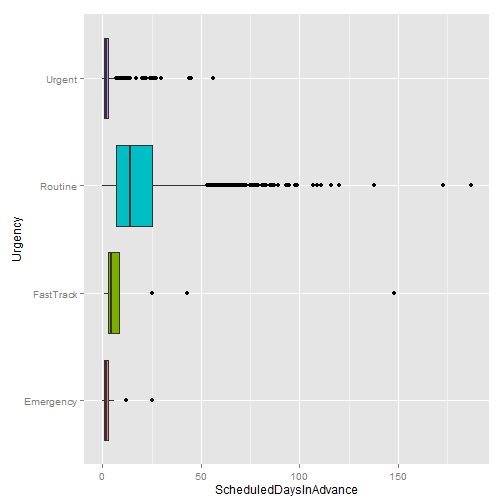 Urgent
Routine
FastTrack
Emergency
Urgency
0 50 100 150
ScheduledDaysInAdvance